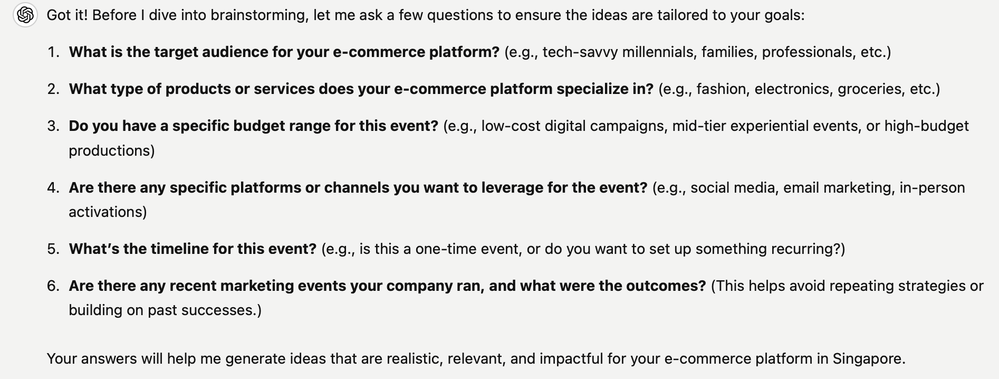 Got it! Before I dive into brainstorming, let me ask a few questions to ensure the ideas are tailored to your goals:
1. What is the target audience for your e-commerce platform? (e.g., tech-savvy millennials, families, professionals, etc.)
2. What type of products or services does your e-commerce platform specialize in? (e.g., fashion, electronics, groceries, etc.)
3. Do you have a specific budget range for this event? (e.g., low-cost digital campaigns, mid-tier experiential events, or high-budget
productions)
4. Are there any specific platforms or channels you want to leverage for the event? (e.g., social media, email marketing, in-person
activations)
5. What’s the timeline for this event? (e.g., is this a one-time event, or do you want to set up something recurring?)
6. Are there any recent marketing events your company ran, and what were the outcomes? (This helps avoid repeating strategies or
building on past successes.)
Your answers will help me generate ideas that are realistic, relevant, and impactful for your e-commerce platform in Singapore.